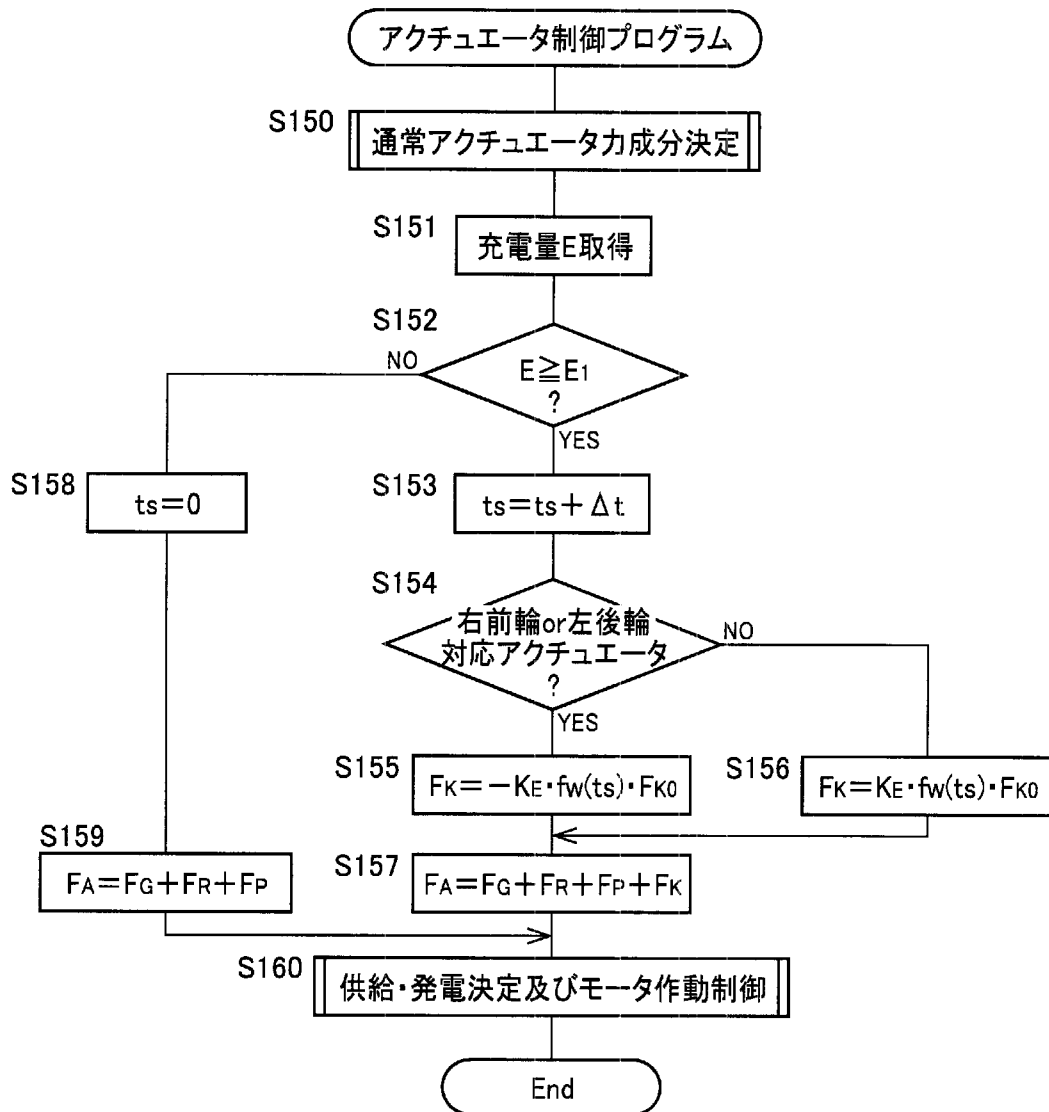 アクチュエータ制御プログラム
S150
通常アクチュエータ力成分決定
S151
充電量E取得
S152
NO
E≧E1
?
YES
S158
ts=0
S153
ts=ts+Δt
S154
右前輪or左後輪
対応アクチュエータ
?
NO
YES
S155
FK=-KE・fw(ts)・FK0
S156
FK=KE・fw(ts)・FK0
S159
FA=FG+FR+FP
S157
FA=FG+FR+FP+FK
S160
供給・発電決定及びモータ作動制御
End